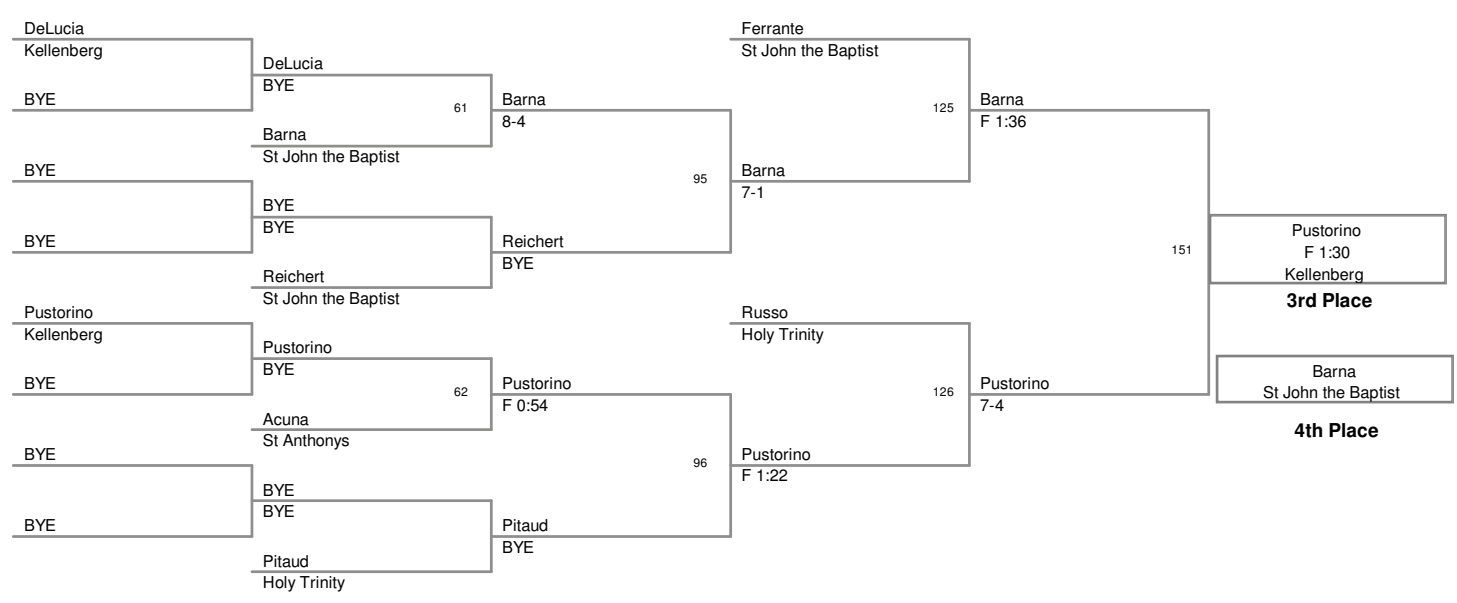 DeLucia
Kellenberg
BYE
BYE
BYE
Pustorino
Kellenberg
BYE
BYE
BYE
DeLucia
BYE
61
Barna
St John the Baptist
BYE
BYE
Reichert
St John the Baptist
Pustorino
BYE
62
Acuna
St Anthonys
BYE
BYE
Pitaud
Holy Trinity
Barna
8-4
95
Reichert
BYE
Pustorino
F 0:54
96
Pitaud
BYE
Ferrante
St John the Baptist
125
Barna
7-1
Russo
Holy Trinity
126
Pustorino
F 1:22
Barna
F 1:36
151
Pustorino
7-4
Pustorino
F 1:30
Kellenberg
3rd Place
Barna
St John the Baptist
4th Place